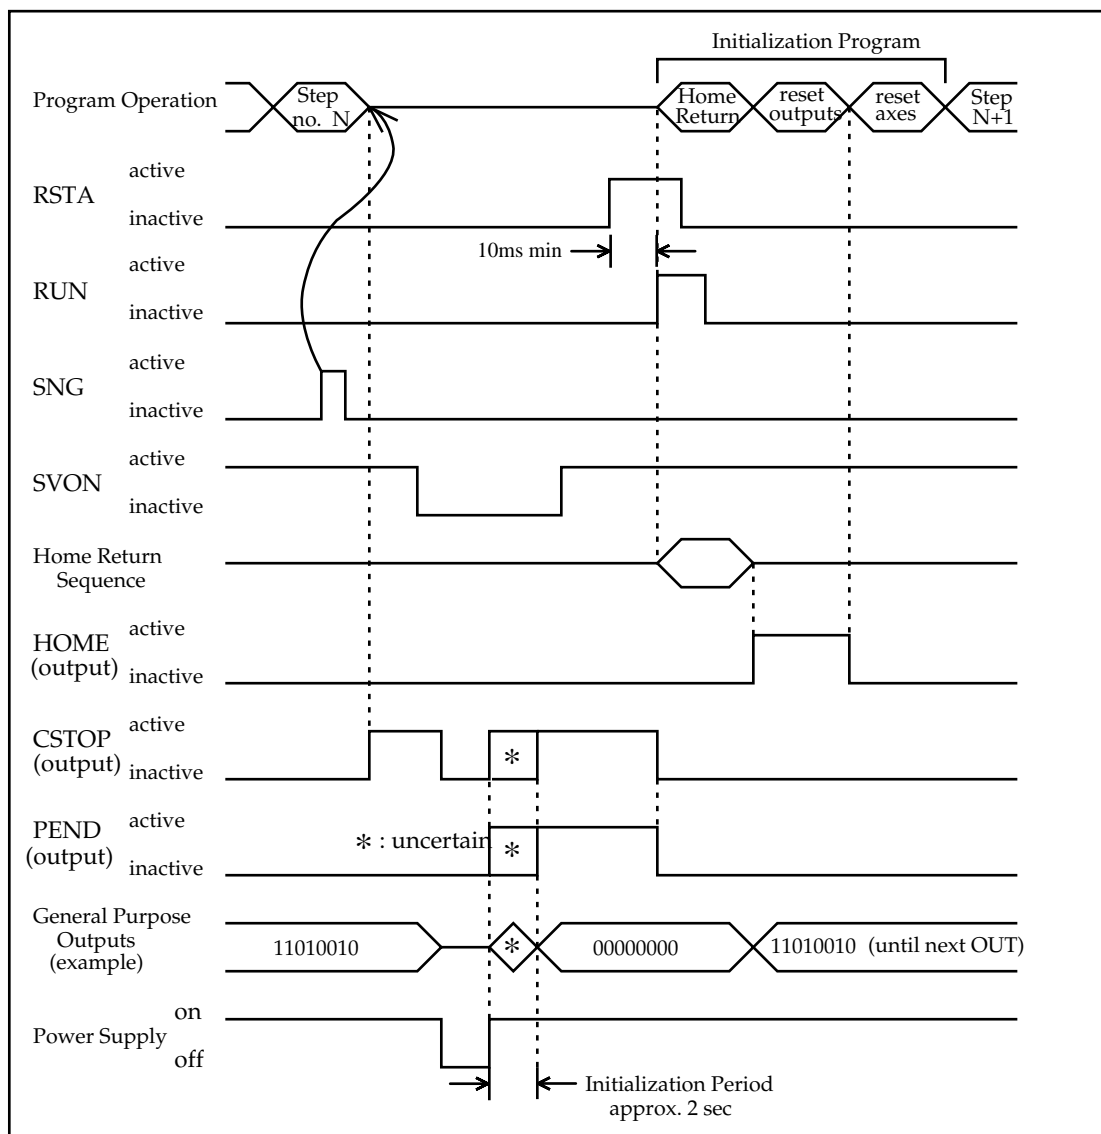 Initialization Program
Program Operation
Step
no. N
Home
Return
reset
outputs
reset
axes
Step
N+1
RSTA
active
inactive
10ms min
RUN
active
inactive
SNG
active
inactive
SVON
active
inactive
Home Return
Sequence
HOME
(output)
active
inactive
CSTOP
(output)
active
inactive
*
PEND
(output)
active
inactive
* : uncertain
*
General Purpose
Outputs
(example)
11010010
*
00000000
11010010 (until next OUT)
Power Supply
on
off
Initialization Period
approx. 2 sec